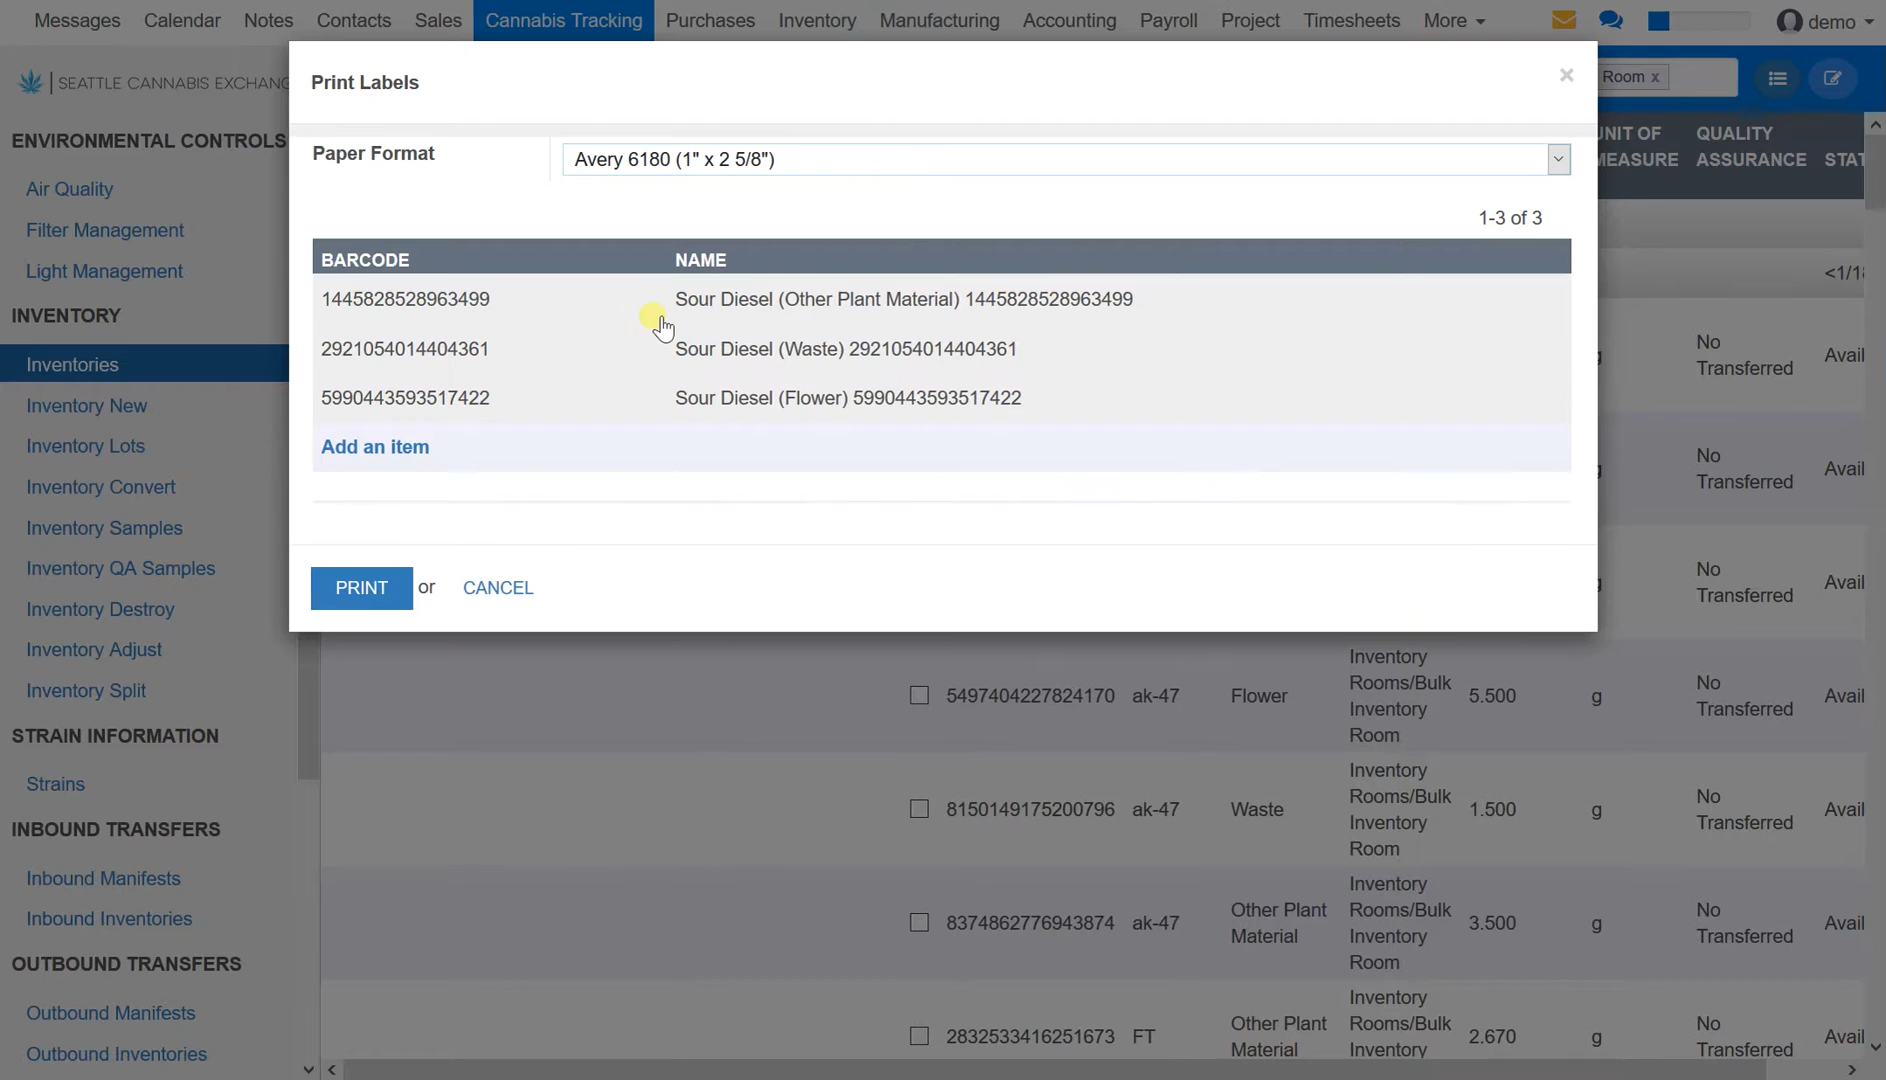 Messages Calendar Notes Contacts Sales Cannabis Tracking Purchases Inventory Manufacturing Accounting Payroll Project Timesheets More demo
SEATTLE CANNABIS EXCHANG
Room x
ENVIRONMENTAL CONTROLS
Air Quality
Filter Management
Light Management
INVENTORY
Inventories
Inventory New
Inventory Lots
Inventory Convert
Inventory Samples
Inventory QA Samples
Inventory Destroy
Inventory Adjust
Inventory Split
STRAIN INFORMATION
Strains
INBOUND TRANSFERS
Inbound Manifests
Inbound Inventories
OUTBOUND TRANSFERS
Outbound Manifests
Outbound Inventories
Print Labels ×
Paper Format Avery 6180 (1" x 2 5/8")
1-3 of 3
BARCODE NAME
1445828528963499 Sour Diesel (Other Plant Material) 1445828528963499
2921054014404361 Sour Diesel (Waste) 2921054014404361
5990443593517422 Sour Diesel (Flower) 5990443593517422
Add an item
PRINT or CANCEL
UNIT OF QUALITY
MEASURE ASSURANCE STAT
<1/18
No
Transferred Avail
No
Transferred Avail
No
Transferred Avail
Inventory
Rooms/Bulk
5497404227824170 ak-47 Flower 5.500 g No Avail
Inventory Transferred
Room
Inventory
Rooms/Bulk
8150149175200796 ak-47 Waste 1.500 g No Avail
Inventory Transferred
Room
Inventory
Other Plant Rooms/Bulk No
8374862776943874 ak-47 3.500 g Avail
Material Inventory Transferred
Room
Inventory
Other Plant Rooms/Bulk No
2832533416251673 FT 2.670 g Avail
Material Inventory Transferred